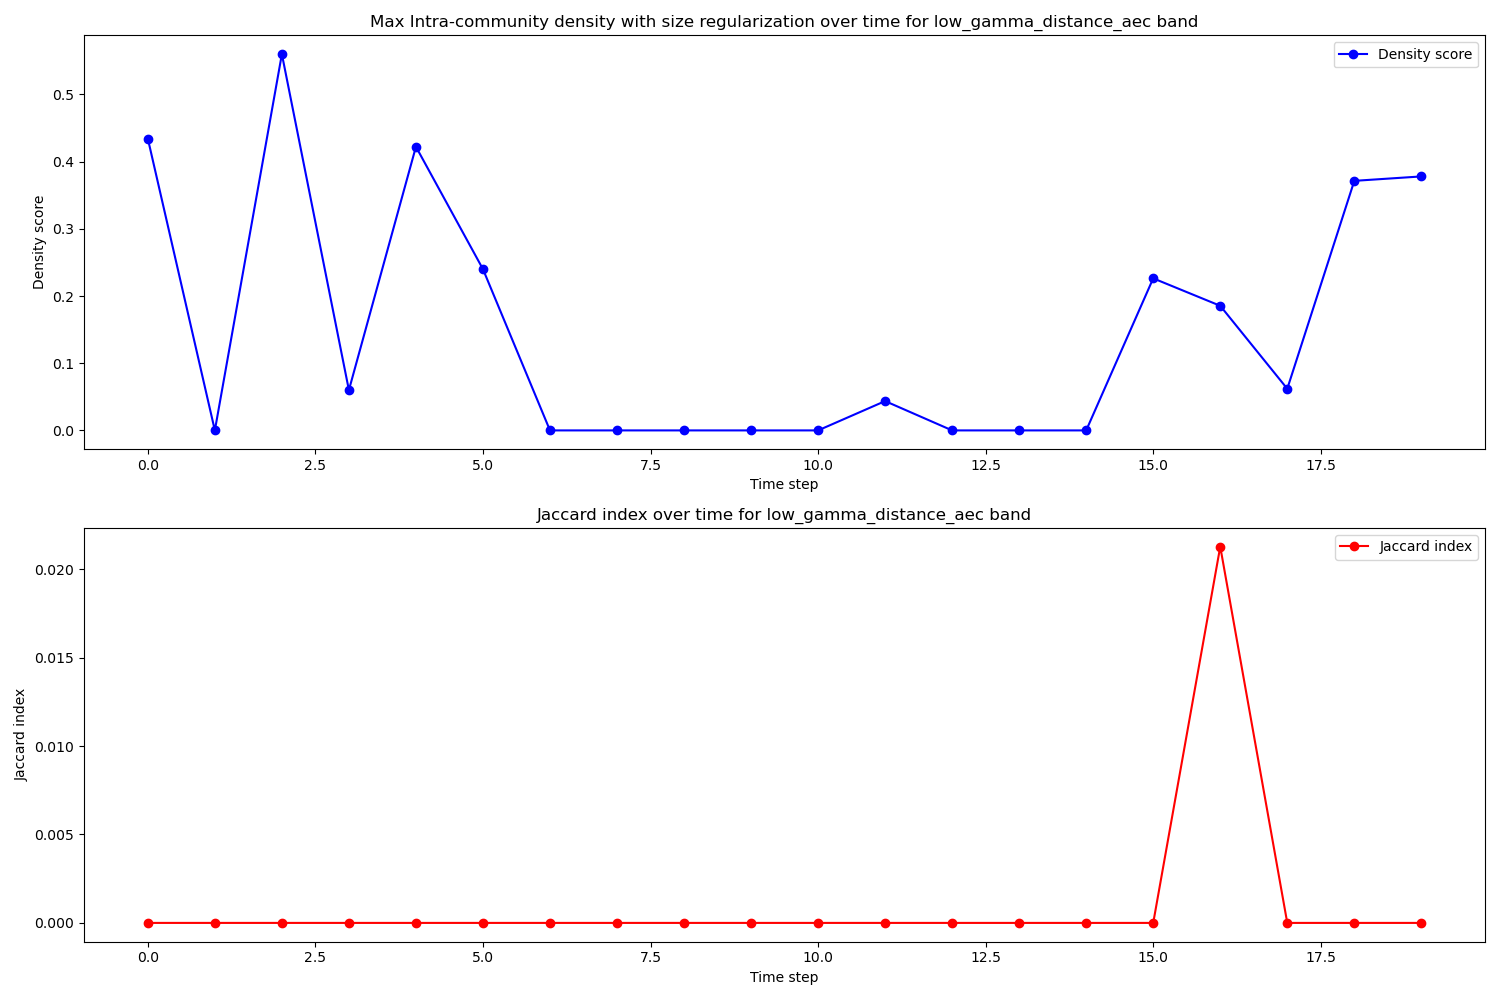 Max Intra-community density with size regularization over time for low_gamma_distance_aec band
Density score
0.5
0.4
0.3
0.2
0.1
0.0
Density score
0.0 2.5 5.0 7.5 10.0 12.5 15.0 17.5
Time step
Jaccard index over time for low_gamma_distance_aec band
Jaccard index
0.020
0.015
0.010
0.005
0.000
Jaccard index
0.0 2.5 5.0 7.5 10.0 12.5 15.0 17.5
Time step